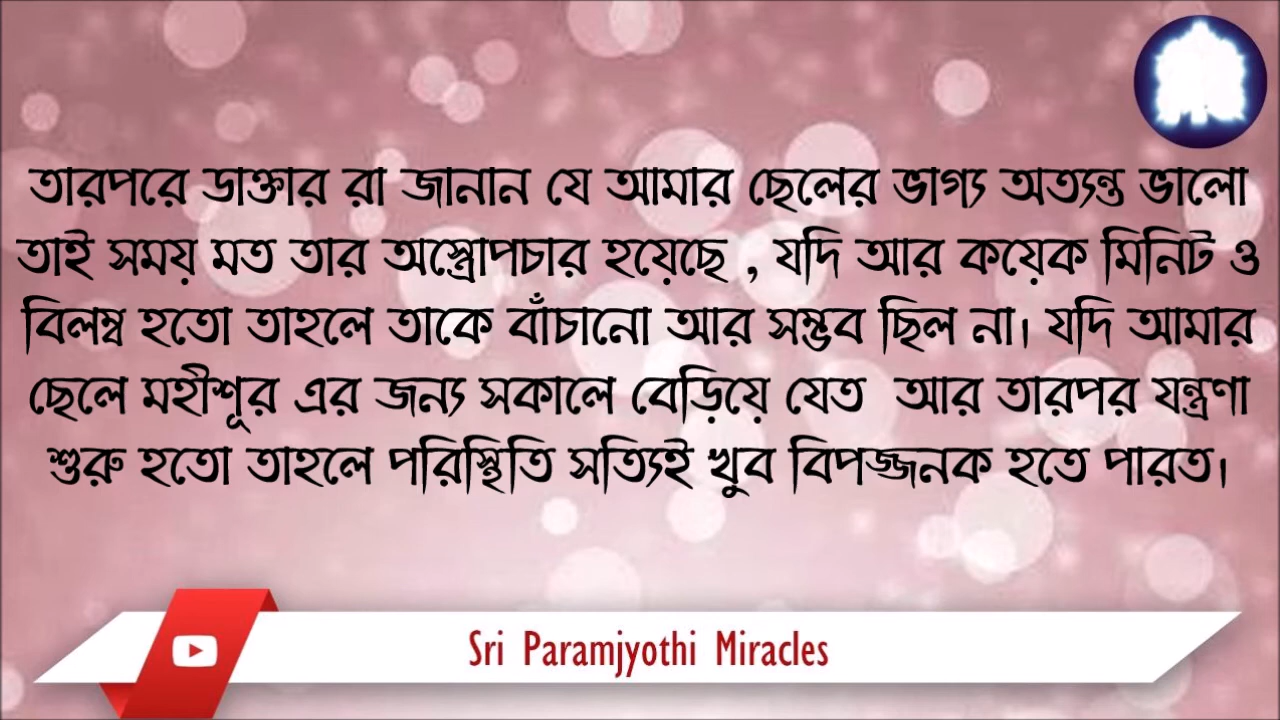 তারপরে ডাক্তার রা জানান যে আমার ছেলের ভাগ্য অত্যন্ত ভালো
তাই সময় মত তার অস্ত্রোপচার হয়েছে , যদি আর কয়েক মিনিট ও
বিলম্ব হতো তাহলে তাকে বাঁচানো আর সম্ভব ছিল না। যদি আমার
ছেলে মহীশূর এর জন্য সকালে বেড়িয়ে যেত আর তারপর যন্ত্রণা
শুরু হতো তাহলে পরিস্থিতি সত্যিই খুব বিপজ্জনক হতে পারত।
Sri Paramjyothi Miracles